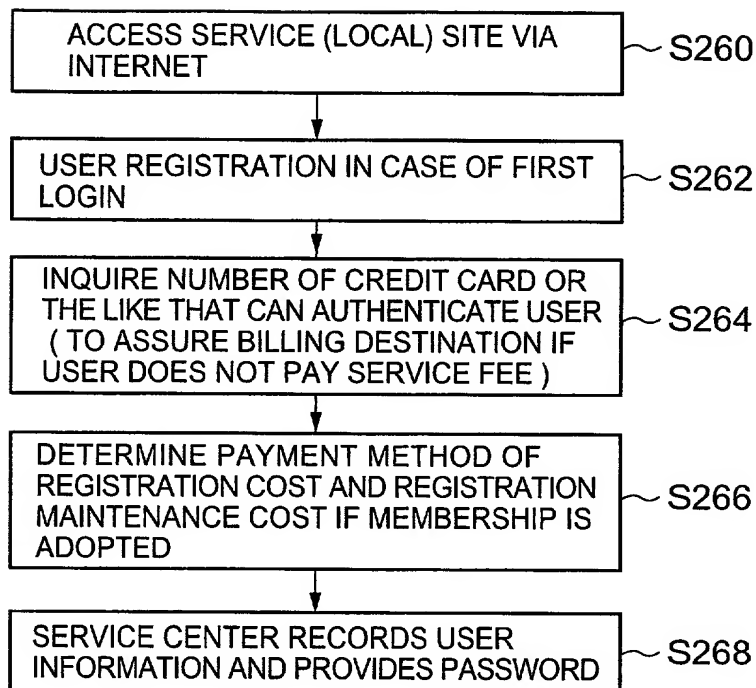 ACCESS SERVICE (LOCAL) SITE VIA
INTERNET
S260
USER REGISTRATION IN CASE OF FIRST
LOGIN
S262
INQUIRE NUMBER OF CREDIT CARD OR
THE LIKE THAT CAN AUTHENTICATE USER
( TO ASSURE BILLING DESTINATION IF
USER DOES NOT PAY SERVICE FEE )
S264
DETERMINE PAYMENT METHOD OF
REGISTRATION COST AND REGISTRATION
MAINTENANCE COST IF MEMBERSHIP IS
ADOPTED
S266
SERVICE CENTER RECORDS USER
INFORMATION AND PROVIDES PASSWORD
S268